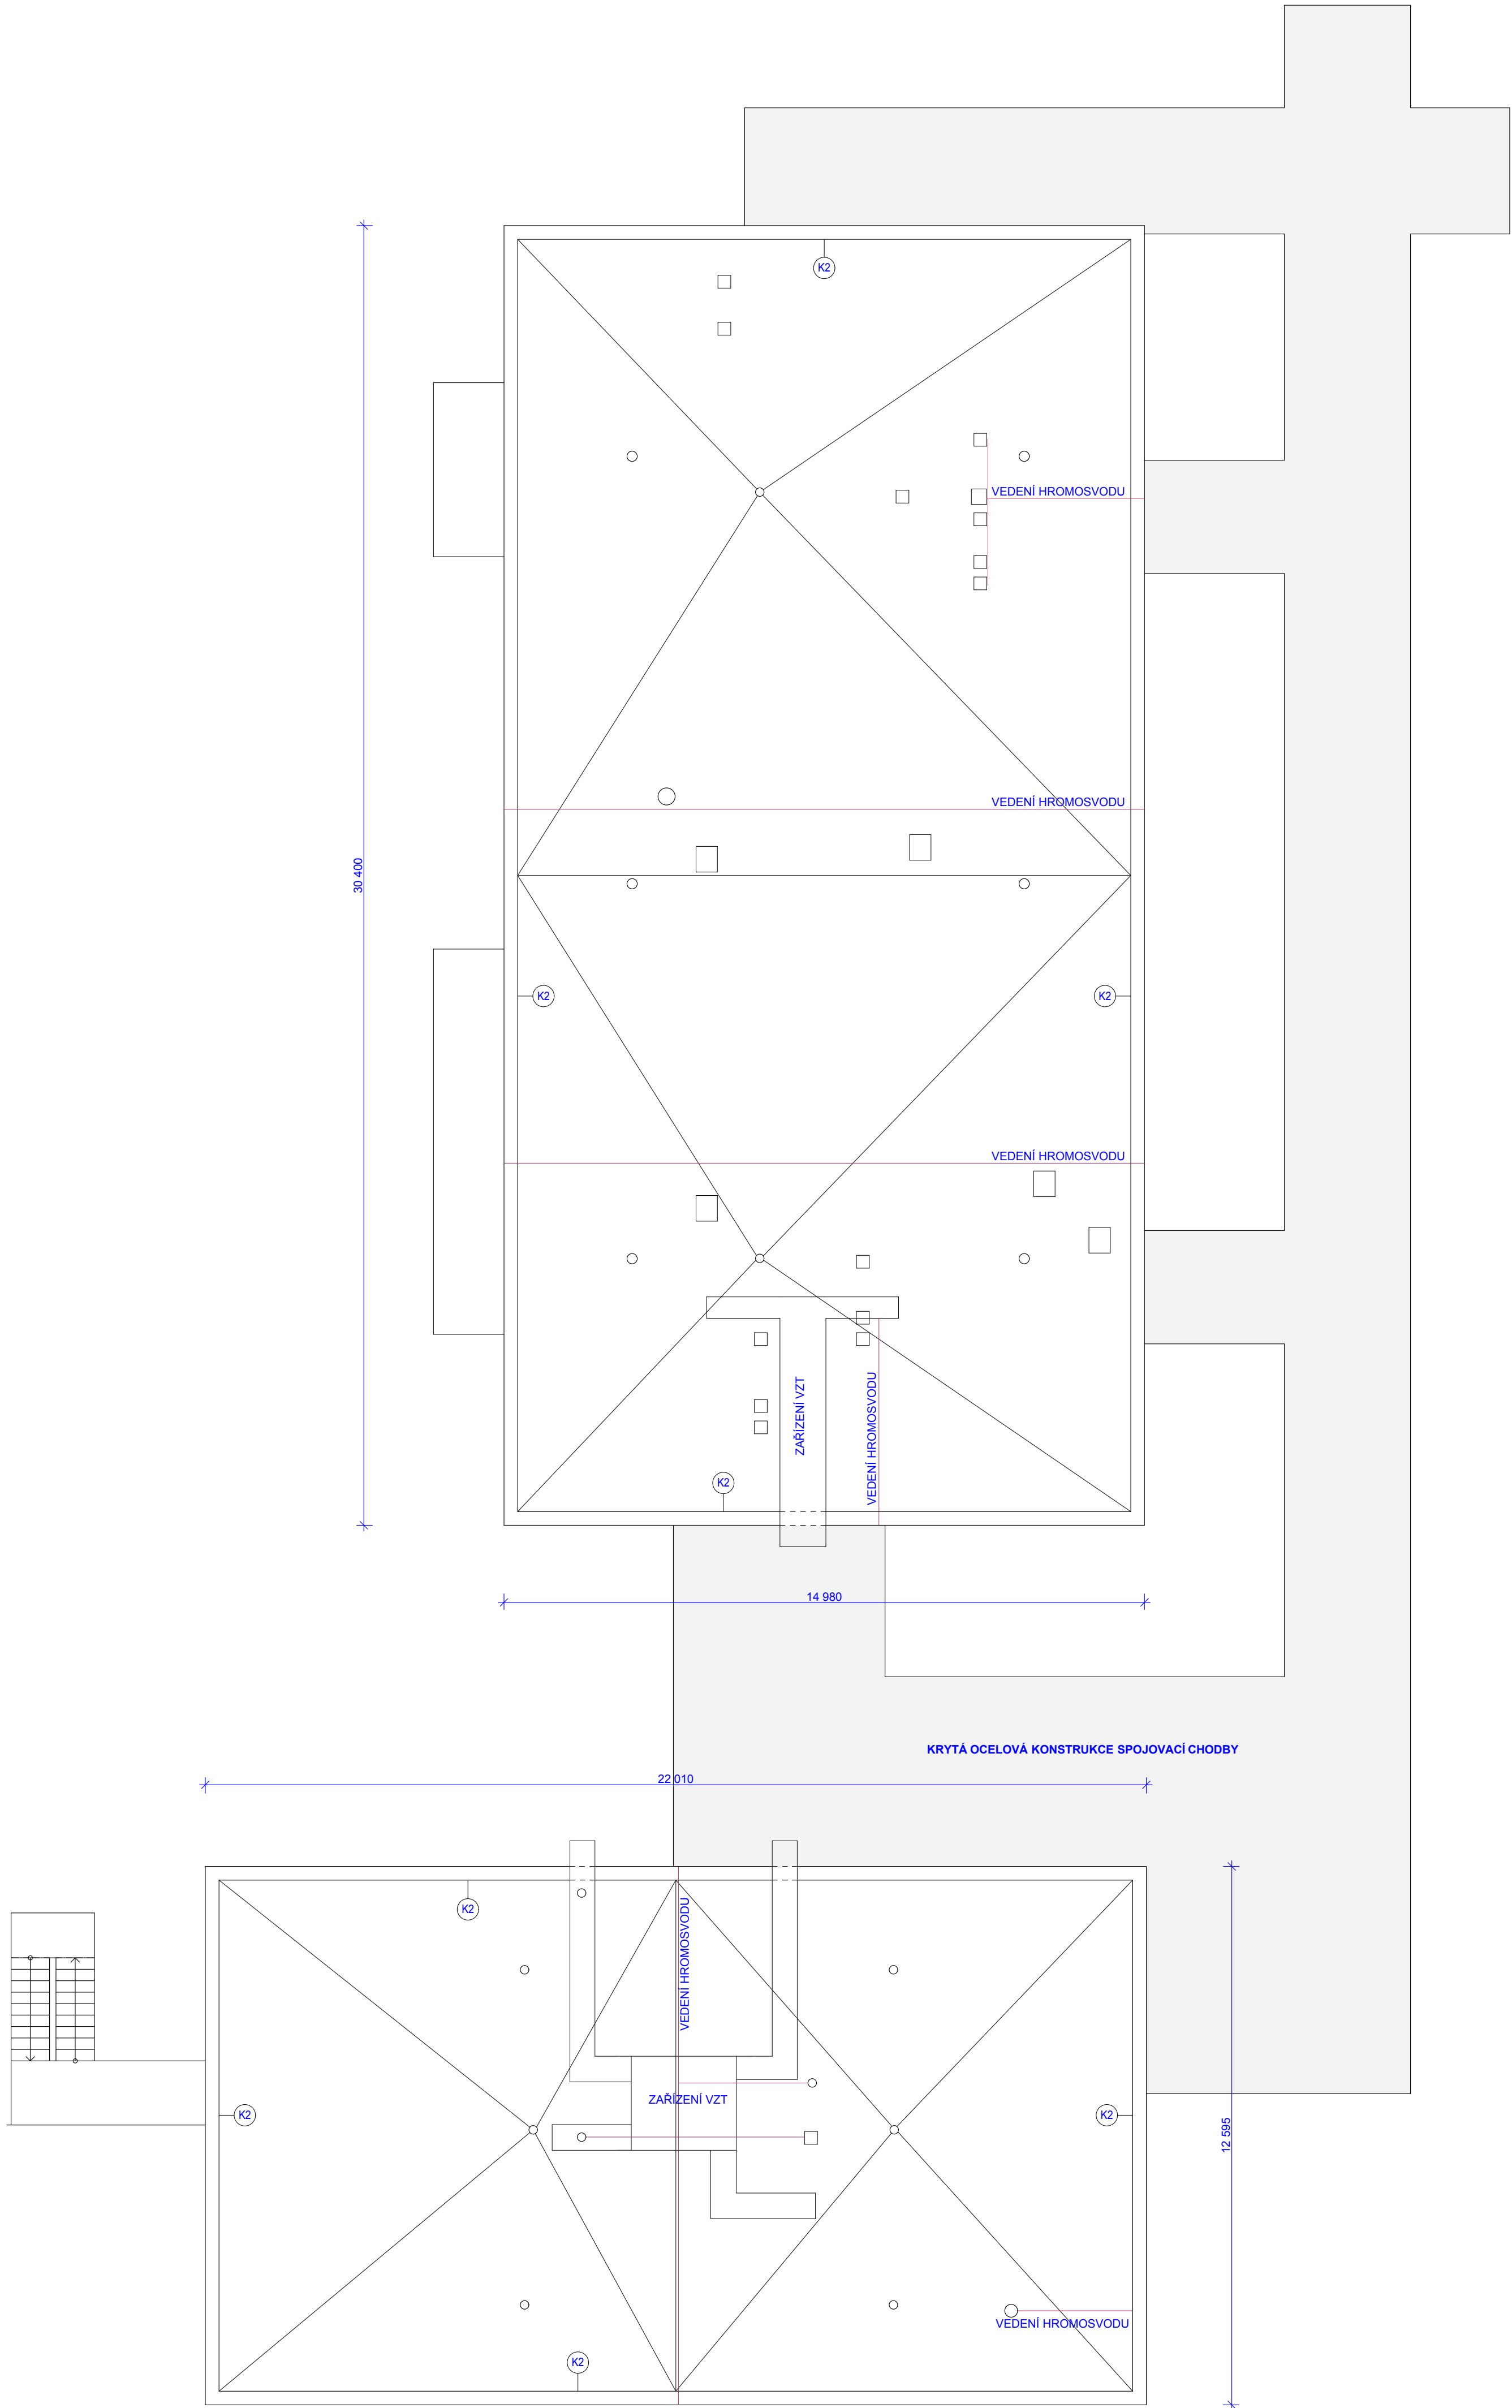 K2
VEDENÍ HROMOSVODU
VEDENÍ HROMOSVODU
30 400
K2
K2
VEDENÍ HROMOSVODU
ZAŘÍZENÍ VZT
VEDENÍ HROMOSVODU
K2
14 980
KRYTÁ OCELOVÁ KONSTRUKCE SPOJOVACÍ CHODBY
22 010
K2
VEDENÍ HROMOSVODU
ZAŘÍZENÍ VZT
K2
K2
12 595
VEDENÍ HROMOSVODU
K2